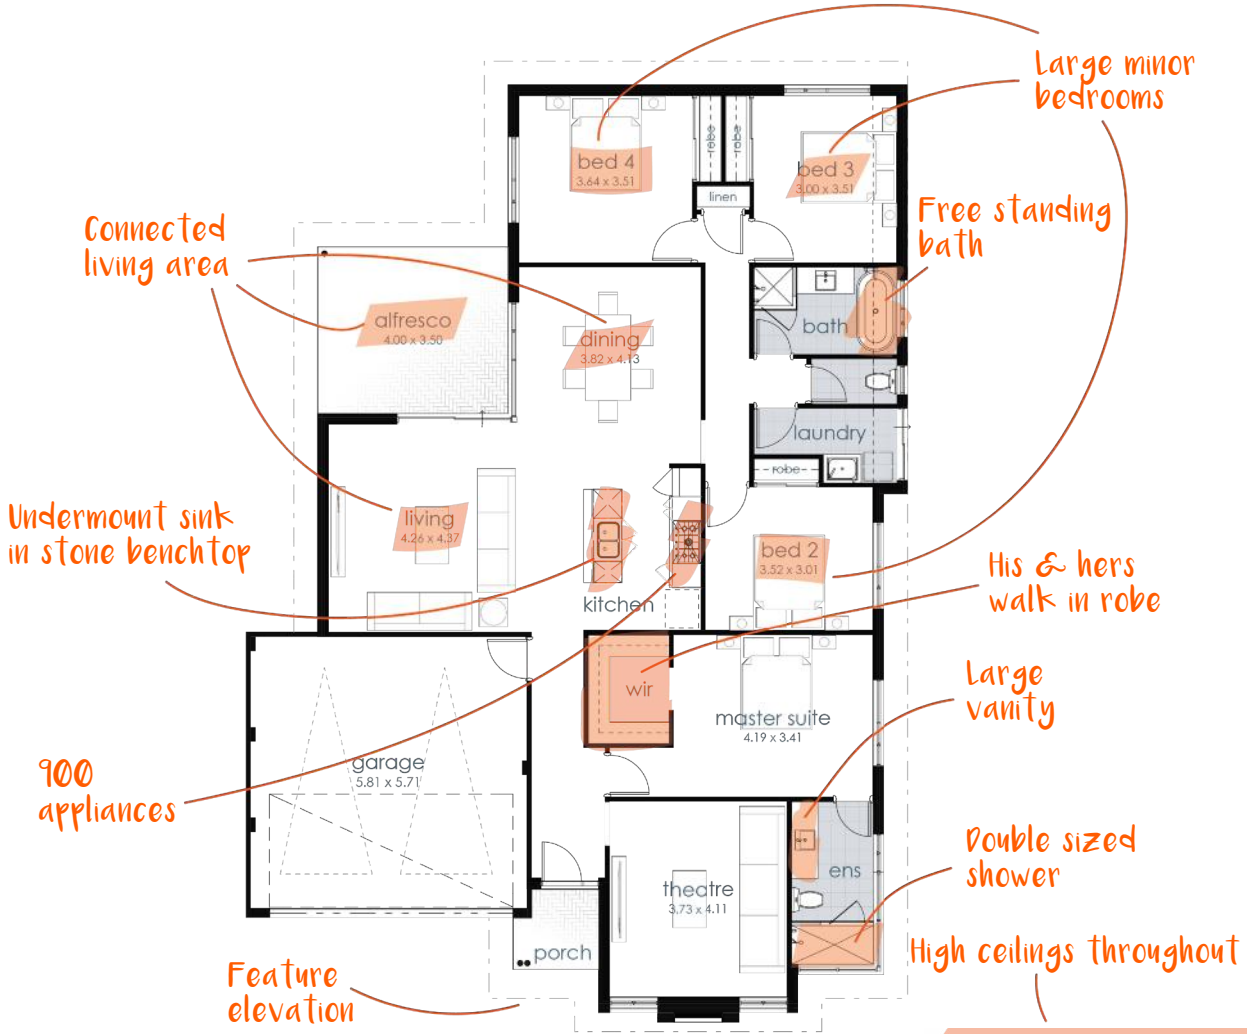 Large minor
bedrooms
bed 4
3.64 x 3.51
robe
robe
bed 3
3.00 x 3.51
linen
Free standing
bath
Connected
living area
alfresco
4.00 x 3.50
dining
3.82 x 4.13
bath
laundry
robe
Undermount sink
in stone benchtop
living
4.26 x 4.37
kitchen
bed 2
3.52 x 3.01
His & hers
walk in robe
wir
master suite
4.19 x 3.41
Large
vanity
900
appliances
garage
5.81 x 5.71
Double sized
shower
ens
theatre
3.73 x 4.11
porch
High ceilings throughout
Feature
elevation